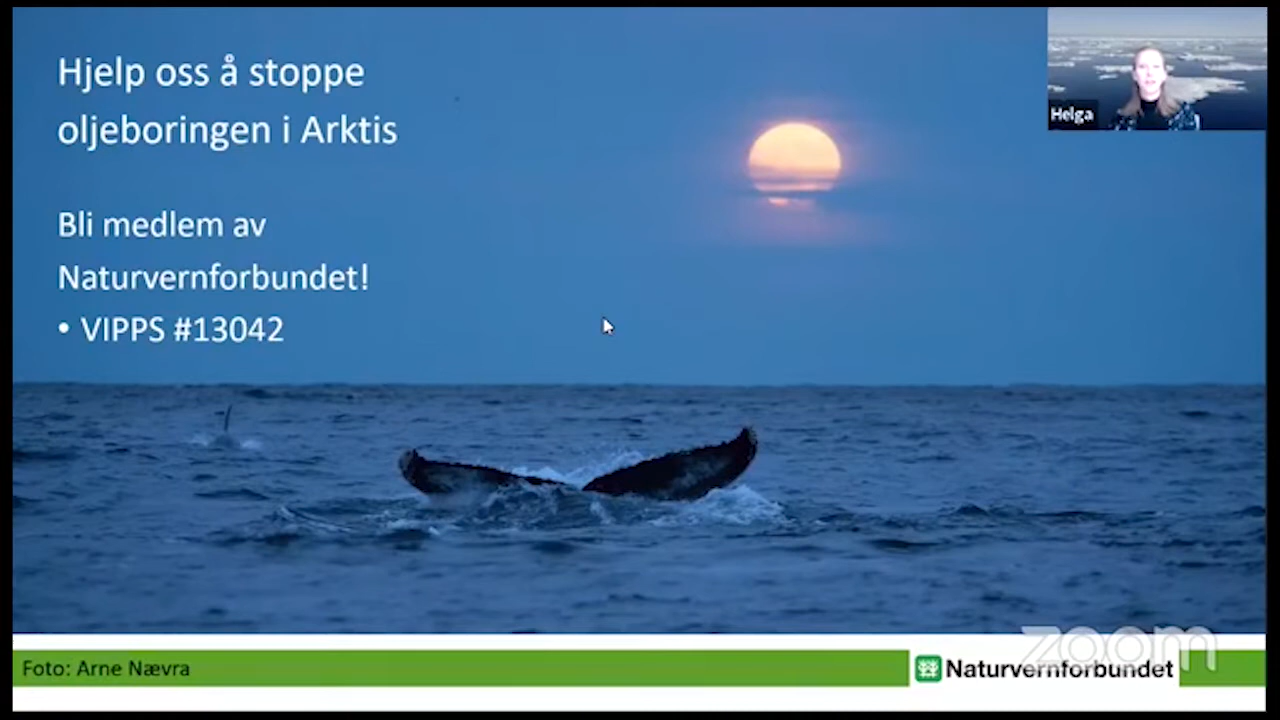 Hjelp oss å stoppe
oljeboringen i Arktis
Bli medlem av
Naturvernforbundet!
• VIPPS #13042
Helga
zoom
Foto: Arne Nævra
Naturvernforbundet